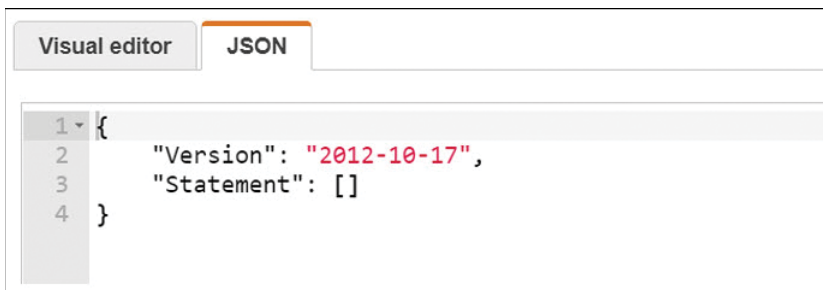 Visual editor JSON
1 {
2 "Version": "2012-10-17",
3 "Statement": []
4 }